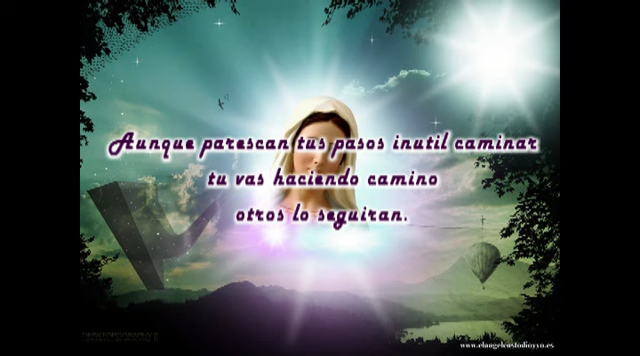 Aunque parescan tus pasos inutil caminar
tu vas haciendo camino
otros lo seguiran.
www.elangelcustodioyyo.es